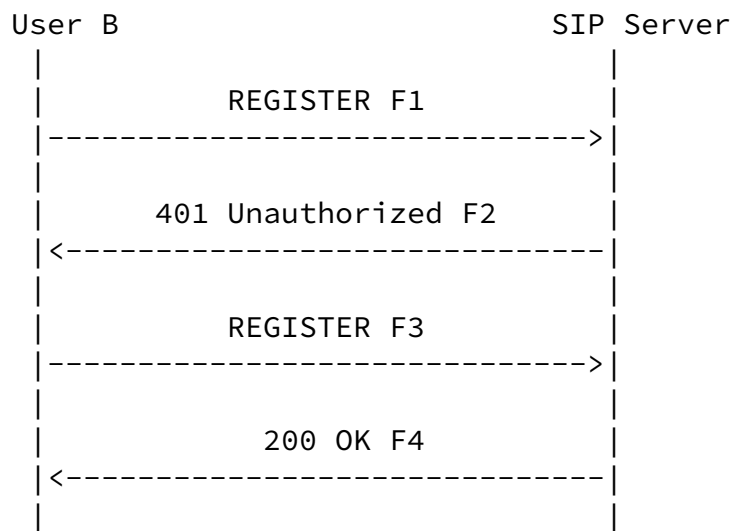 User B SIP Server
REGISTER F1
401 Unauthorized F2
REGISTER F3
200 OK F4